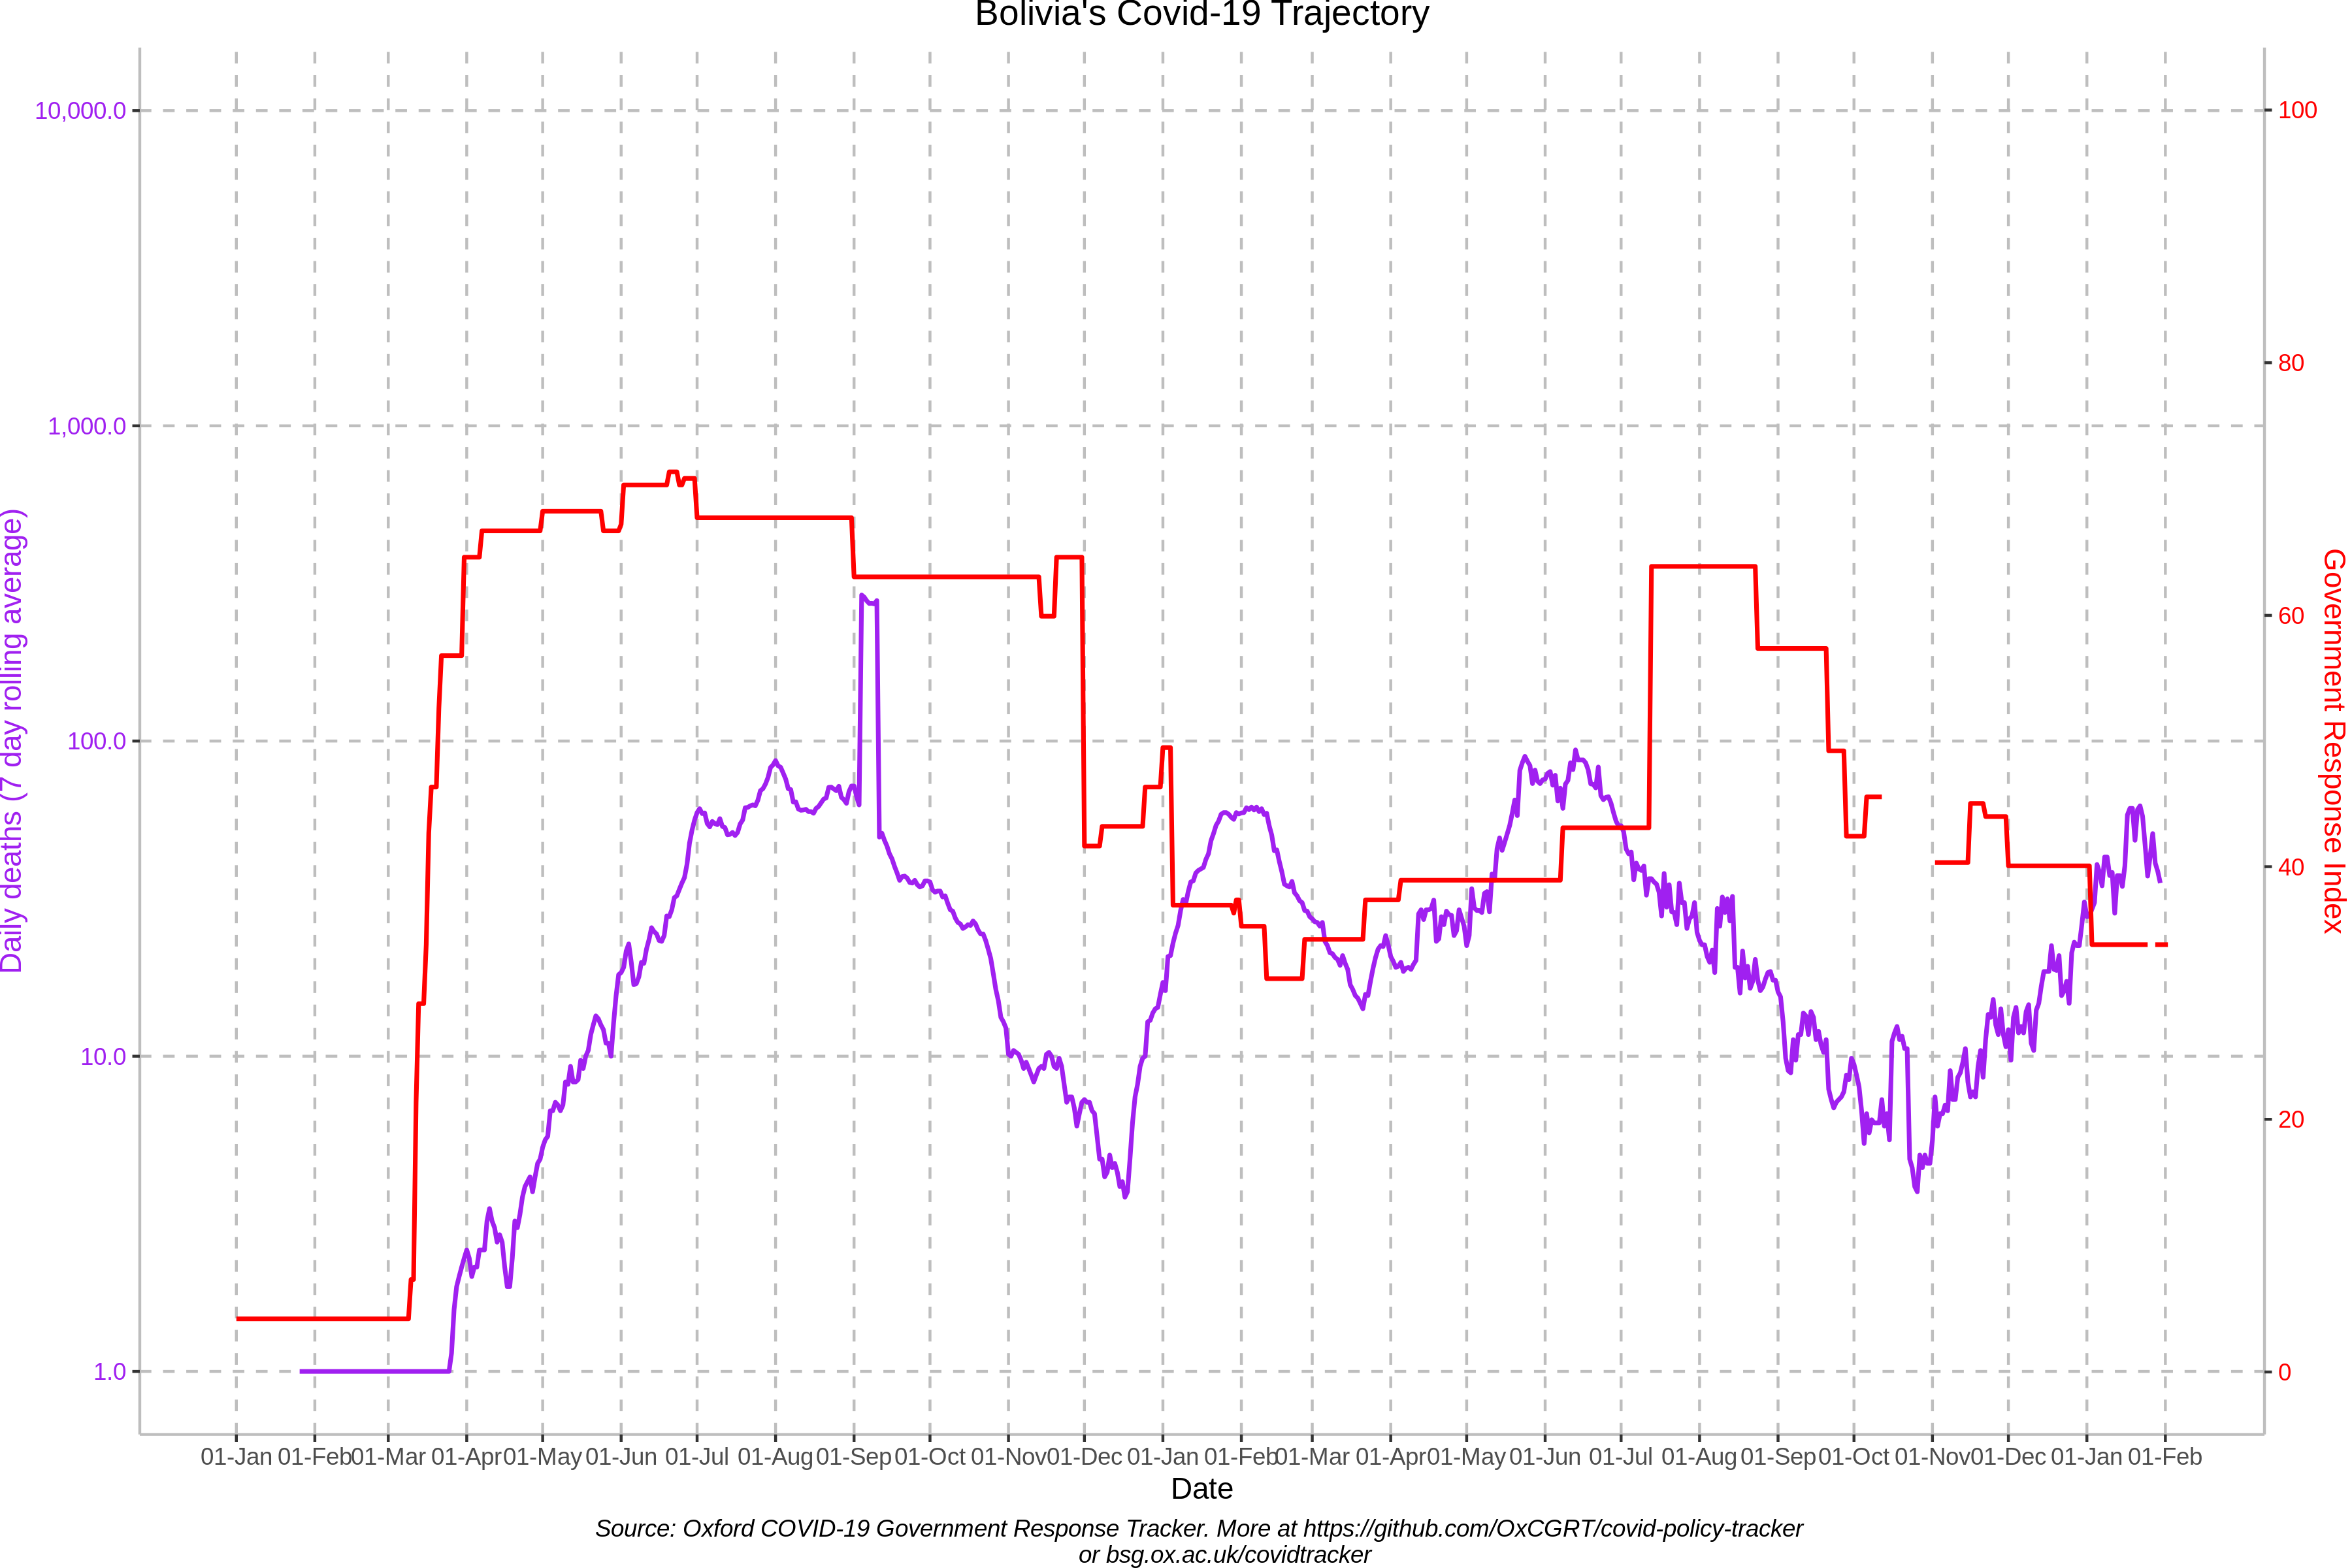 Bolivia's Covid-19 Trajectory
10,000.0
1,000.0
100.0
10.0
1.0
Daily deaths (7 day rolling average)
100
80
60
40
20
0
Government Response Index
01-Jan 01-Feb 01-Mar 01-Apr 01-May 01-Jun 01-Jul 01-Aug 01-Sep 01-Oct 01-Nov 01-Dec 01-Jan 01-Feb 01-Mar 01-Apr 01-May 01-Jun 01-Jul 01-Aug 01-Sep 01-Oct 01-Nov 01-Dec 01-Jan 01-Feb
Date
Source: Oxford COVID-19 Government Response Tracker. More at https://github.com/OxCGRT/covid-policy-tracker
or bsg.ox.ac.uk/covidtracker